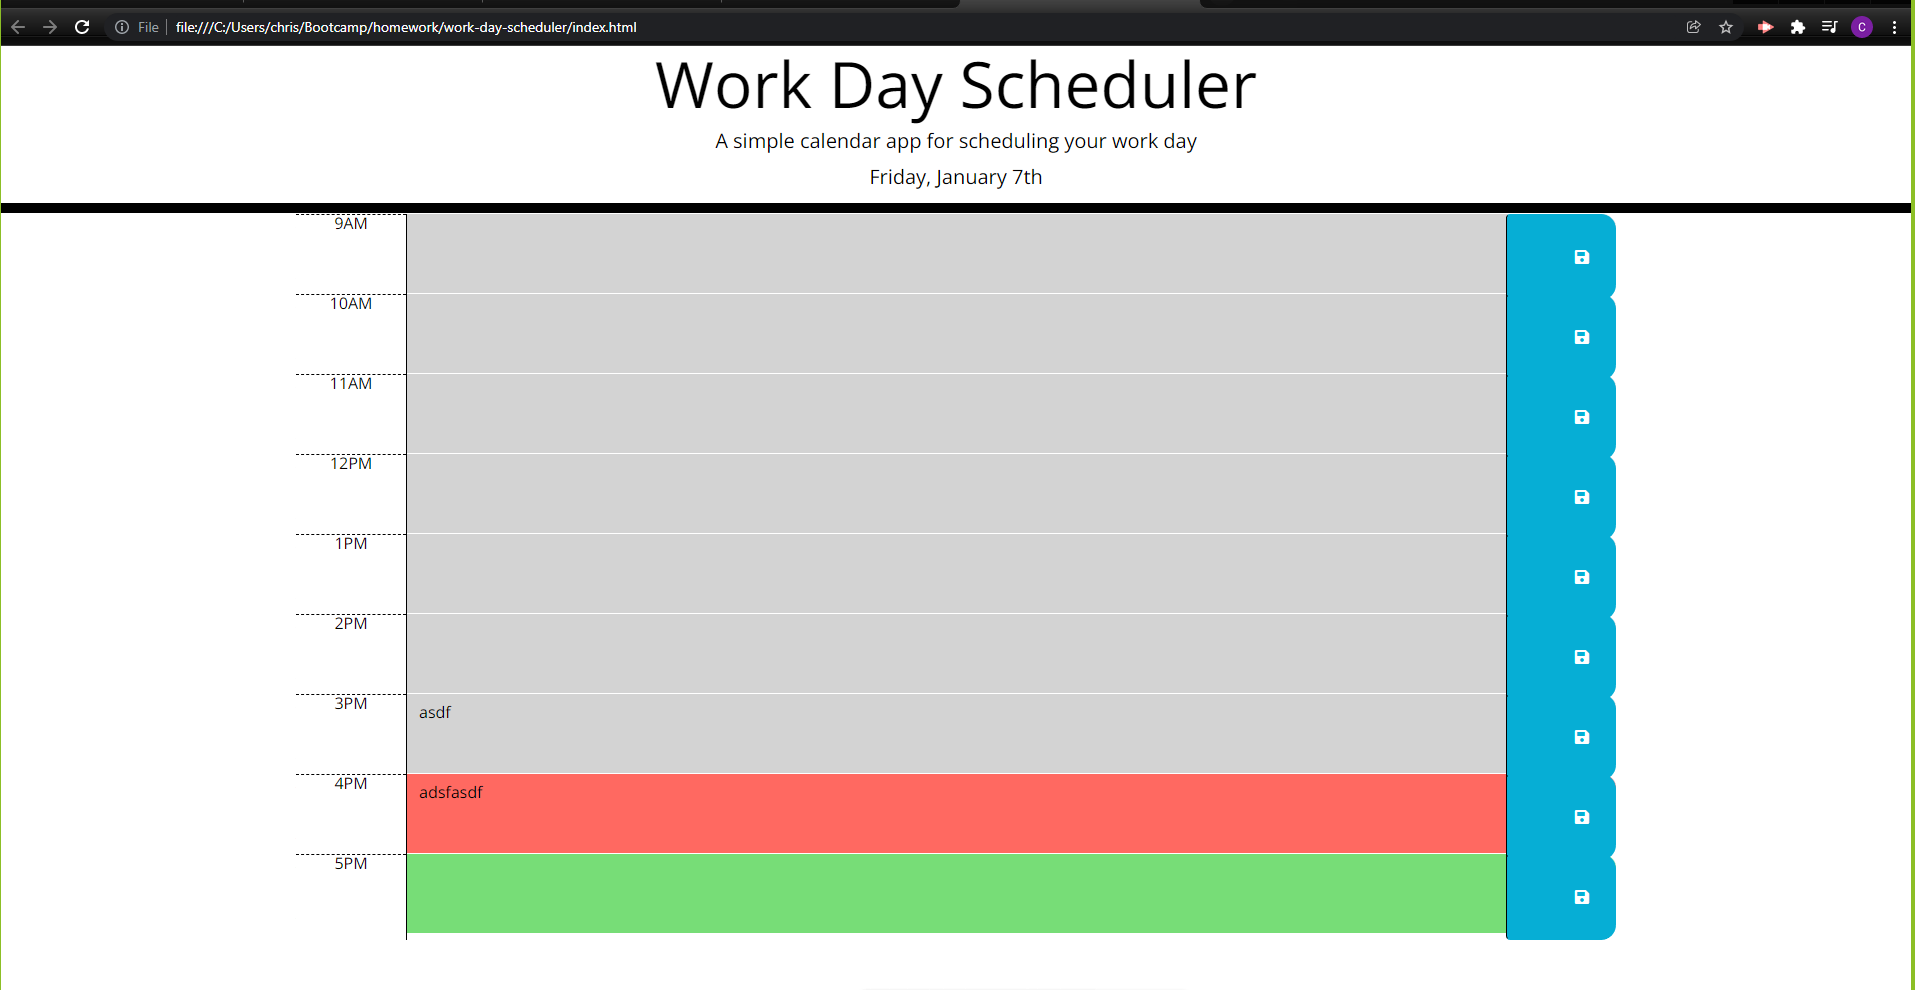 File file:///C:/Users/chris/Bootcamp/homework/work-day-scheduler/index.html C
Work Day Scheduler
A simple calendar app for scheduling your work day
Friday, January 7th
9AM
10AM
11AM
12PM
1PM
2PM
3PM asdf
4PM adsfasdf
5PM